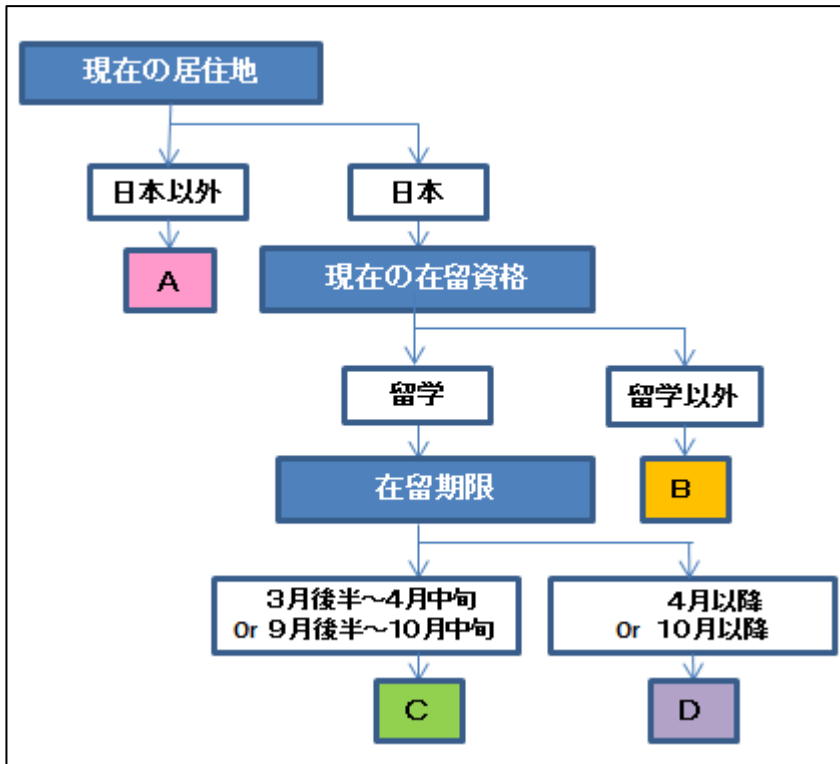 現在の居住地
日本以外
日本
A
現在の在留資格
留学
留学以外
在留期限
B
3月後半～4月中旬
Or 9月後半～10月中旬
4月以降
Or 10月以降
C
D